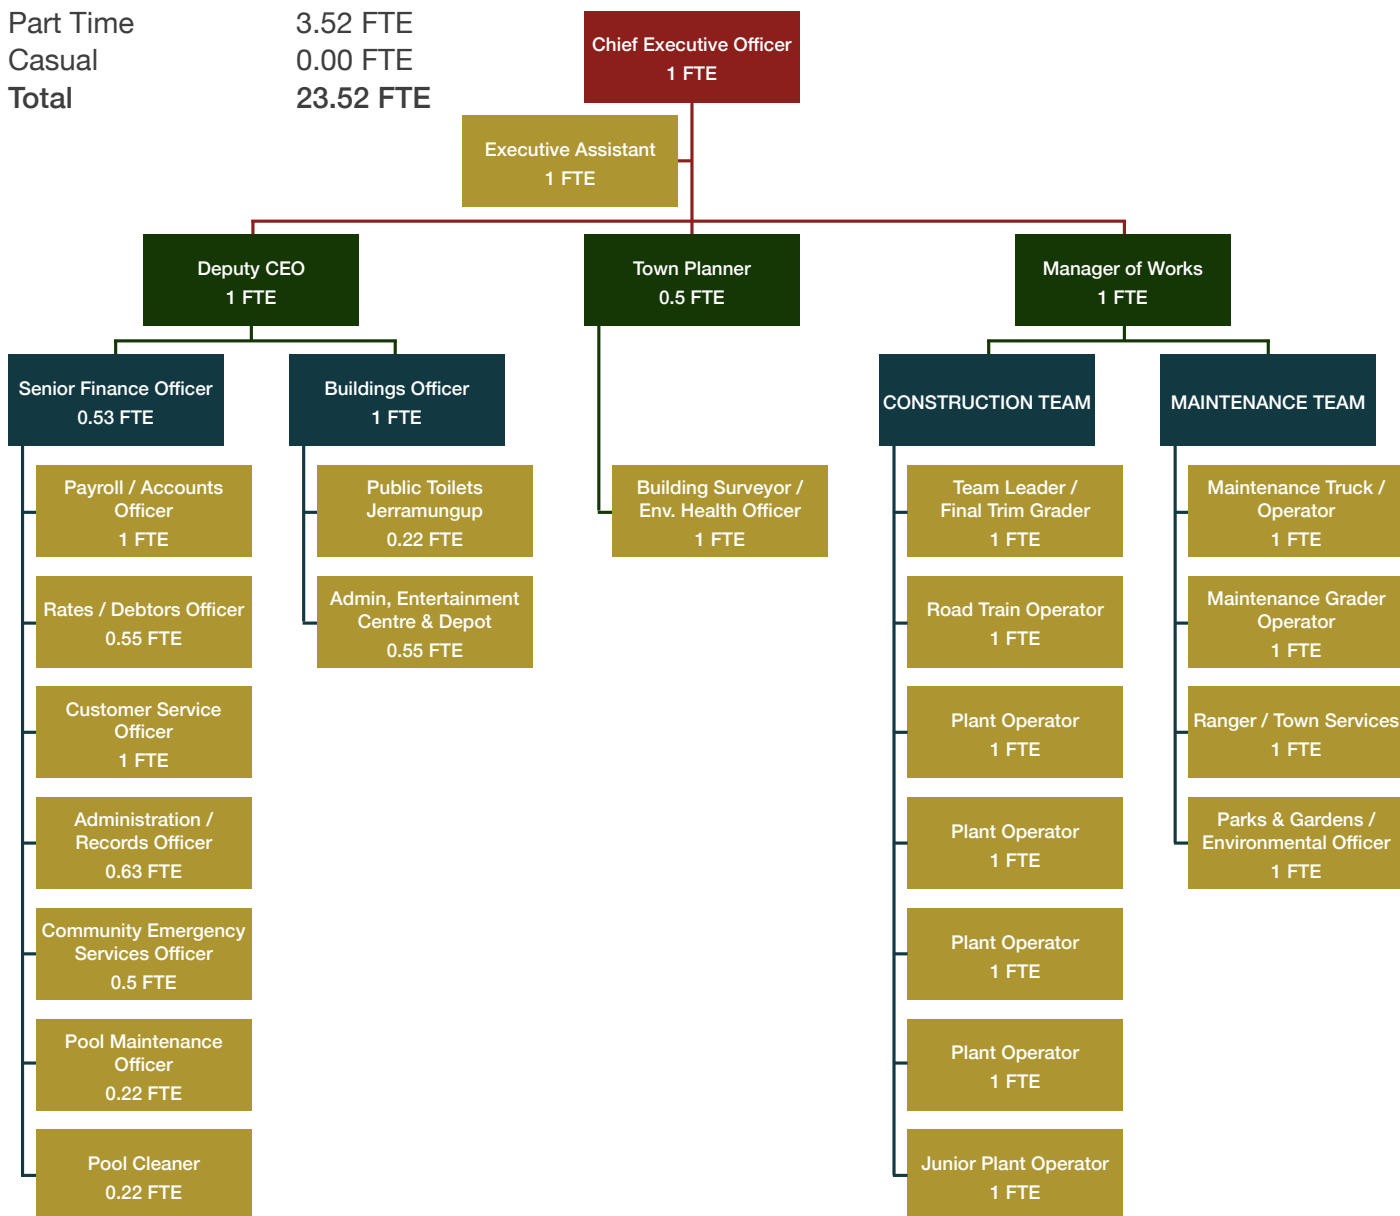 Part Time 3.52 FTE
Casual 0.00 FTE
Total 23.52 FTE
Chief Executive Officer
1 FTE
Executive Assistant
1 FTE
Deputy CEO
1 FTE
Town Planner
0.5 FTE
Manager of Works
1 FTE
Senior Finance Officer
0.53 FTE
Buildings Officer
1 FTE
CONSTRUCTION TEAM
MAINTENANCE TEAM
Payroll / Accounts
Officer
1 FTE
Rates / Debtors Officer
0.55 FTE
Customer Service
Officer
1 FTE
Administration /
Records Officer
0.63 FTE
Community Emergency
Services Officer
0.5 FTE
Pool Maintenance
Officer
0.22 FTE
Pool Cleaner
0.22 FTE
Public Toilets
Jerramungup
0.22 FTE
Admin, Entertainment
Centre & Depot
0.55 FTE
Building Surveyor /
Env. Health Officer
1 FTE
Team Leader /
Final Trim Grader
1 FTE
Road Train Operator
1 FTE
Plant Operator
1 FTE
Plant Operator
1 FTE
Plant Operator
1 FTE
Plant Operator
1 FTE
Junior Plant Operator
1 FTE
Maintenance Truck /
Operator
1 FTE
Maintenance Grader
Operator
1 FTE
Ranger / Town Services
1 FTE
Parks & Gardens /
Environmental Officer
1 FTE